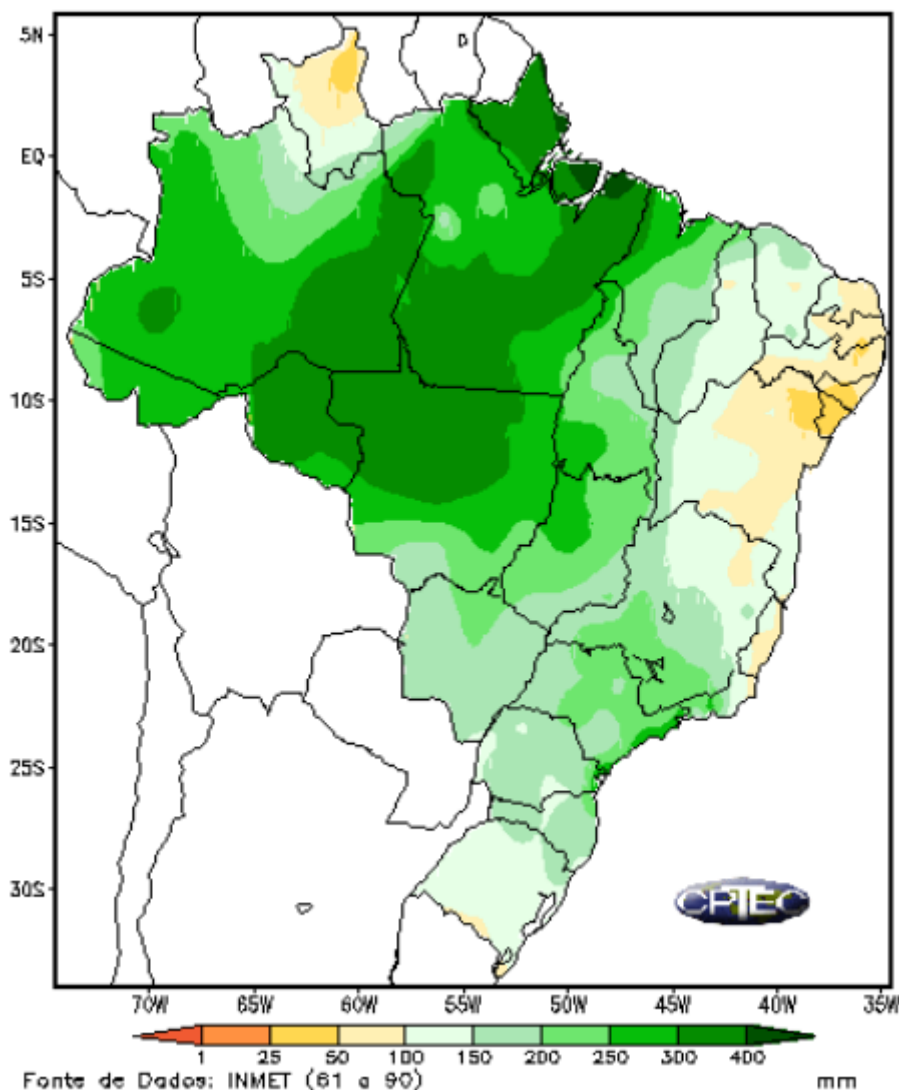 5N
EQ
5S
10S
15S
20S
25S
30S
CPTEC
70W 65W 60W 55W 50W 45W 40W 35W
1 25 50 100 150 200 250 300 400
Fonte de Dados: INMET (61 a 90) mm